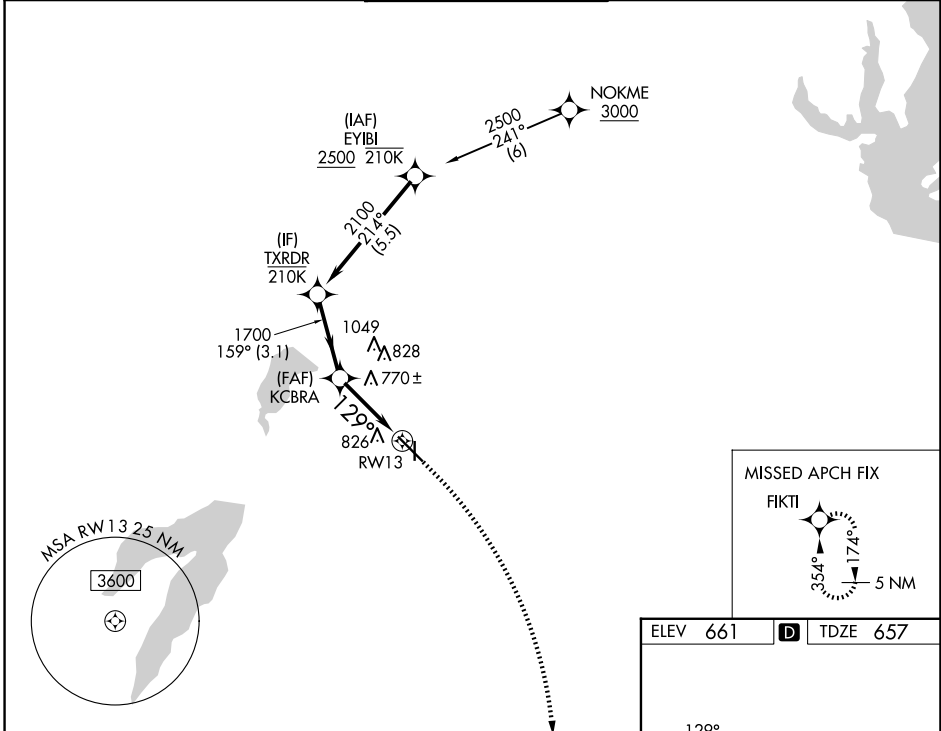 NOKME
3000
2500
241°
(6)
(IAF)
EYIBI
2500 210K
2100
214°
(5.5)
(IF)
TXRDR
210K
1700
159° (3.1)
1049
828
770 ±
(FAF)
KCBRA
129°
826
RW13
MISSED APCH FIX
FIKTI
354°
174°
5 NM
MSA RW13 25 NM
3600
ELEV 661 D TDZE 657
129°